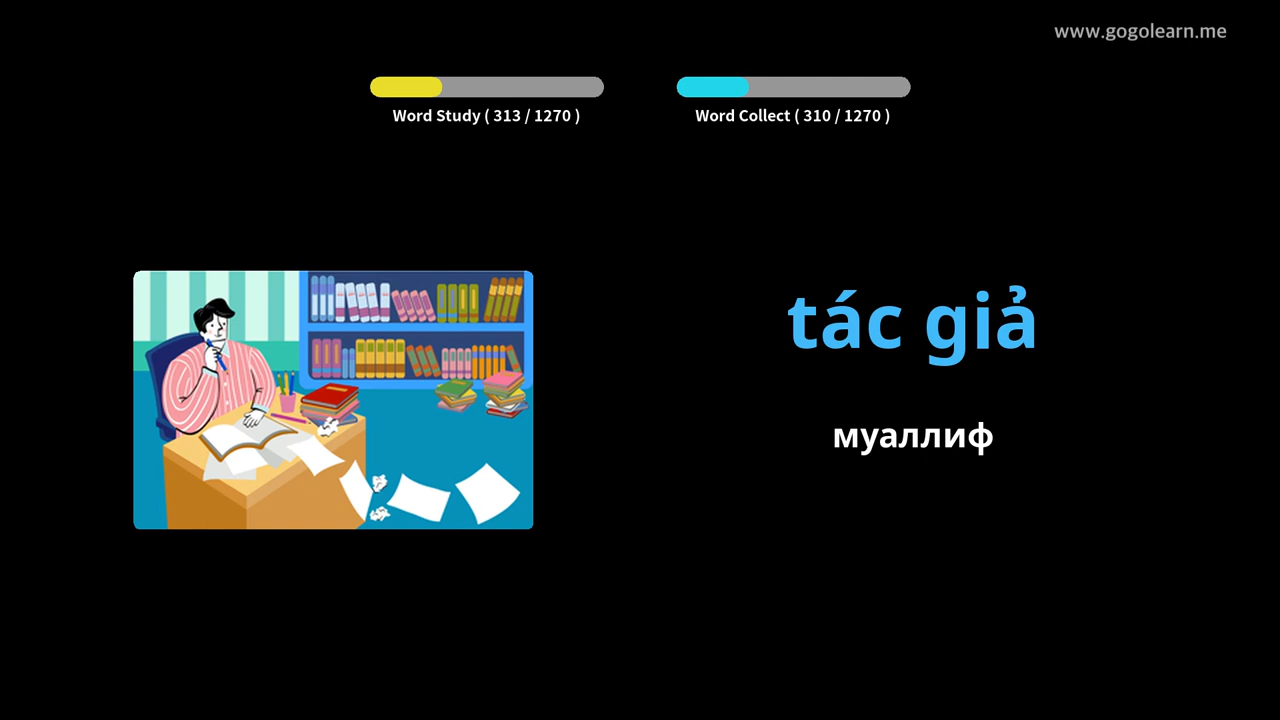 www.gogolearn.me
Word Study ( 313 / 1270 )
Word Collect ( 310 / 1270 )
tác giả
муаллиф